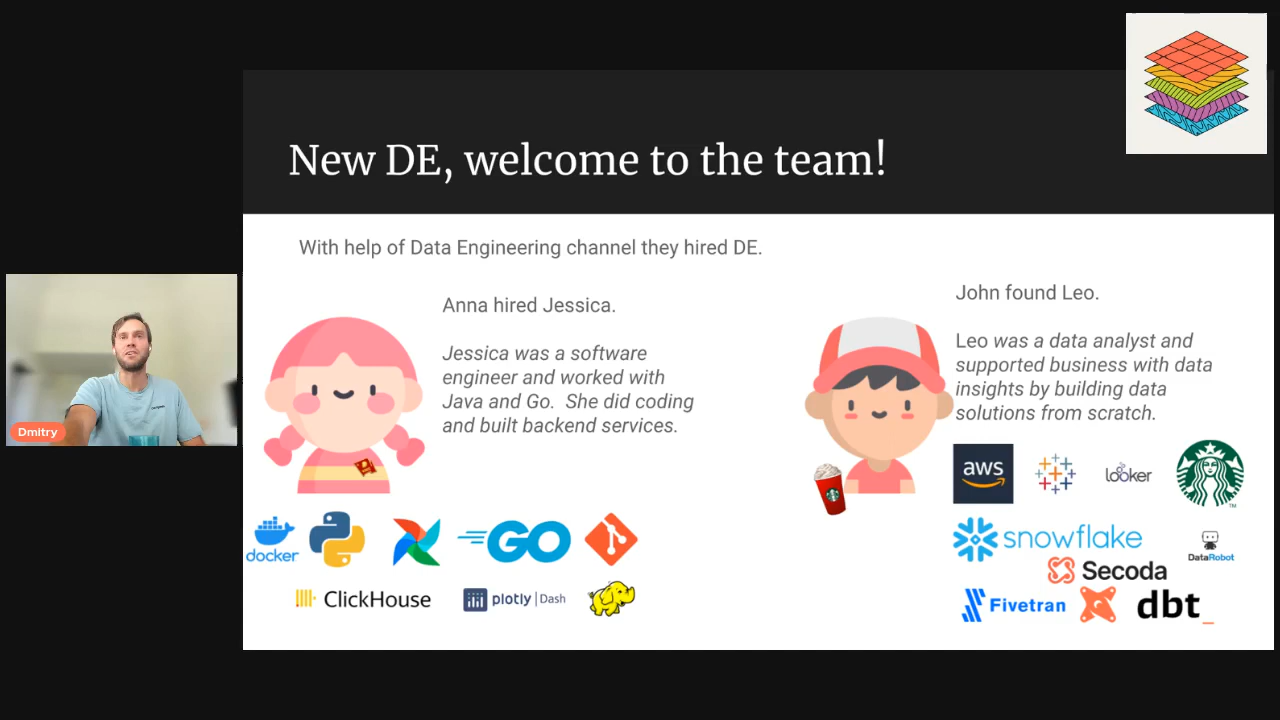 New DE, welcome to the team!
With help of Data Engineering channel they hired DE.
Anna hired Jessica.
Jessica was a software
engineer and worked with
Java and Go. She did coding
and built backend services.
John found Leo.
Leo was a data analyst and
supported business with data
insights by building data
solutions from scratch.
Dmitry
docker
GO
ClickHouse
plotly | Dash
aws
looker
TM
snowflake
DataRobot
Secoda
Fivetran
dbt_